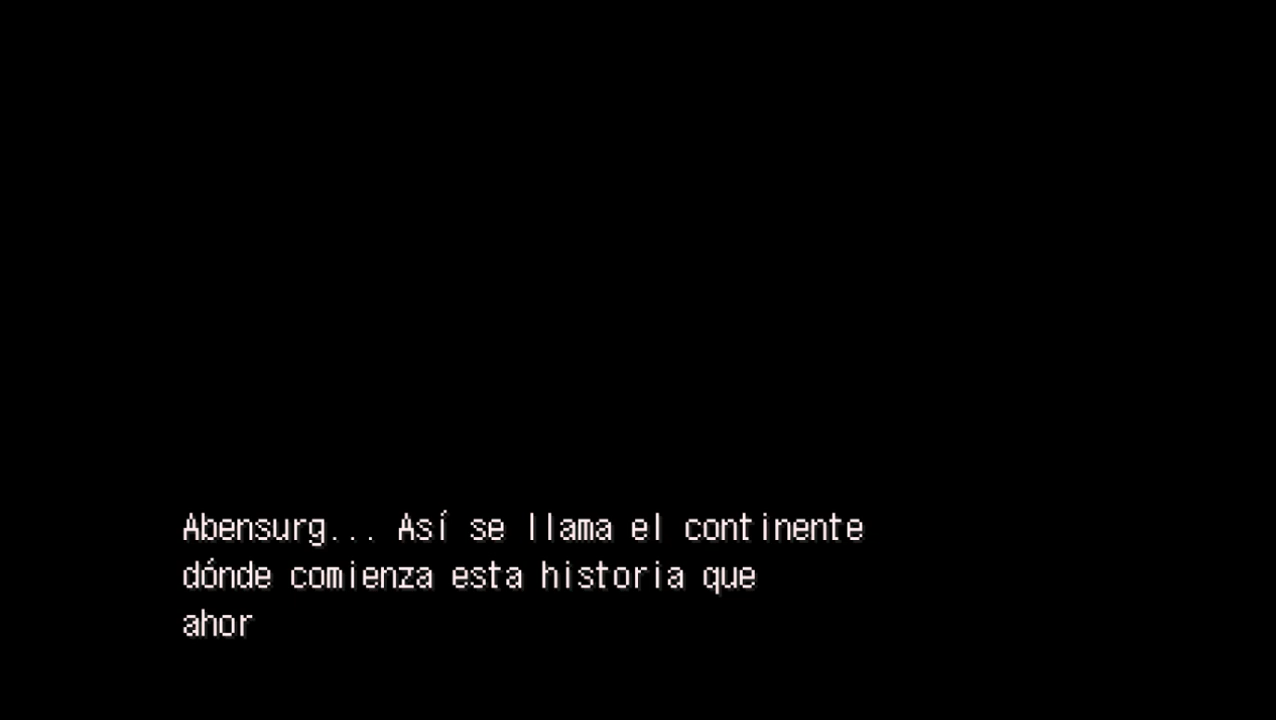 Abensurg... Así se llama el continente
dónde comienza esta historia que
ahor